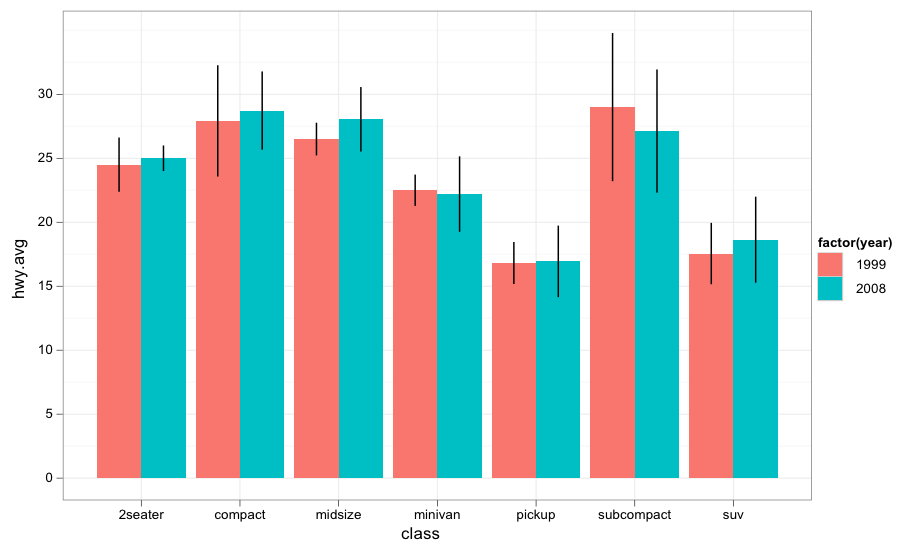 hwy.avg
30
25
20
15
10
5
0
2seater compact midsize minivan pickup subcompact suv
class
factor(year)
1999
2008